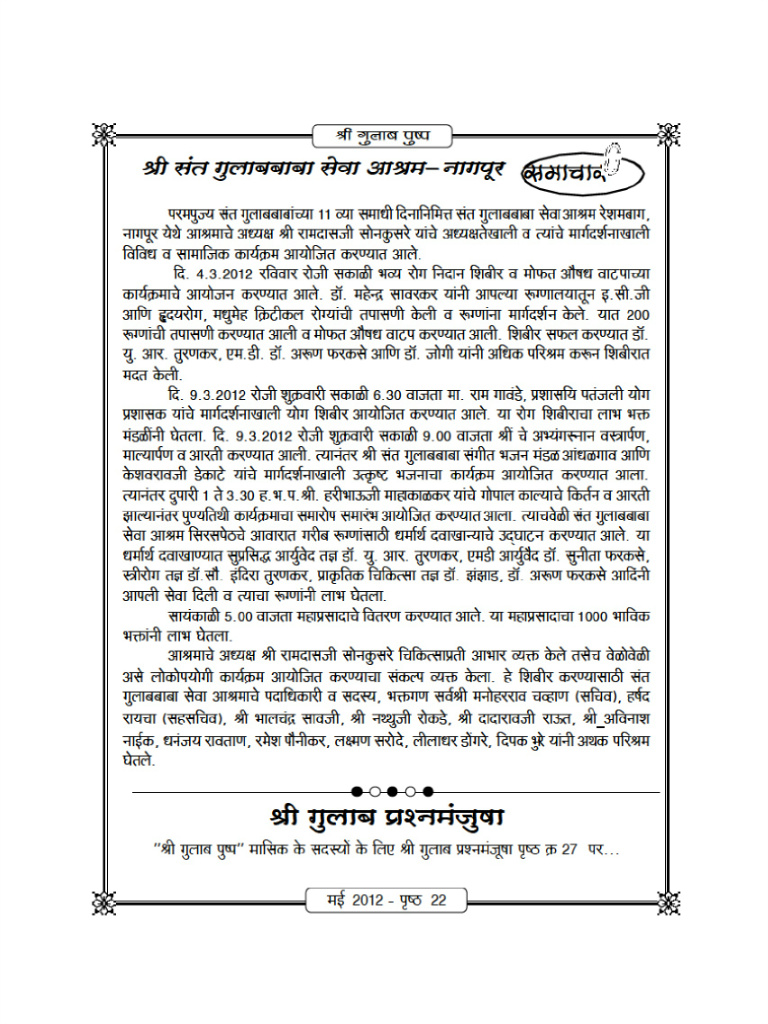 श्री गुलाब पुष्प
श्री संत गुलाबबाबा सेवा आश्रम– नागपूर
समाचार
परमपुज्य संत गुलाबबाबांच्या 11 व्या समाधी दिनानिमित्त संत गुलाबबाबा सेवा आश्रम रेशमबाग,
नागपूर येथे आश्रमाचे अध्यक्ष श्री रामदासजी सोनकुसरे यांचे अध्यक्षतेखाली व त्यांचे मार्गदर्शनाखाली
विविध व सामाजिक कार्यक्रम आयोजित करण्यात आले.
दि. 4.3.2012 रविवार रोजी सकाळी भव्य रोग निदान शिबीर व मोफत औषध वाटपाच्या
कार्यक्रमाचे आयोजन करण्यात आले. डॉ. महेन्द्र सावरकर यांनी आपल्या रूग्णालयातून इ.सी.जी
आणि हृदयरोग, मधुमेह क्रिटीकल रोग्यांची तपासणी केली व रूग्णांना मार्गदर्शन केले. यात 200
रूग्णांची तपासणी करण्यात आली व मोफत औषध वाटप करण्यात आली. शिबीर सफल करण्यात डॉ.
यु. आर. तुरणकर, एम.डी. डॉ. अरूण फरकसे आणि डॉ. जोगी यांनी अधिक परिश्रम करून शिबीरात
मदत केली.
दि. 9.3.2012 रोजी शुक्रवारी सकाळी 6.30 वाजता मा. राम गावंडे, प्रशासयि पतंजली योग
प्रशासक यांचे मार्गदर्शनाखाली योग शिबीर आयोजित करण्यात आले. या रोग शिबीराचा लाभ भक्त
मंडळींनी घेतला. दि. 9.3.2012 रोजी शुक्रवारी सकाळी 9.00 वाजता श्रीं चे अभ्यंगस्नान वस्त्रार्पण,
माल्यार्पण व आरती करण्यात आली. त्यानंतर श्री संत गुलाबबाबा संगीत भजन मंडळ आंधळगाव आणि
केशवरावजी डेकाटे यांचे मार्गदर्शनाखाली उत्कृष्ट भजनाचा कार्यक्रम आयोजित करण्यात आला.
त्यानंतर दुपारी 1 ते 3.30 ह.भ.प.श्री. हरीभाऊजी माहाकाळकर यांचे गोपाल काल्याचे किर्तन व आरती
झाल्यानंतर पुण्यतिथी कार्यक्रमाचा समारोप समारंभ आयोजित करण्यात आला. त्याचवेळी संत गुलाबबाबा
सेवा आश्रम सिरसपेठचे आवारात गरीब रूग्णांसाठी धर्मार्थ दवाखान्याचे उद्घाटन करण्यात आले. या
धर्मार्थ दवाखाण्यात सुप्रसिद्ध आर्युवेद तज्ञ डॉ. यु. आर. तुरणकर, एमडी आर्युवैद डॉ. सुनीता फरकसे,
स्त्रीरोग तज्ञ डॉ.सौ. इंदिरा तुरणकर, प्राकृतिक चिकित्सा तज्ञ डॉ. झंझाड, डॉ. अरूण फरकसे आदिंनी
आपली सेवा दिली व त्याचा रूग्णांनी लाभ घेतला.
सायंकाळी 5.00 वाजता महाप्रसादाचे वितरण करण्यात आले. या महाप्रसादाचा 1000 भाविक
भक्तांनी लाभ घेतला.
आश्रमाचे अध्यक्ष श्री रामदासजी सोनकुसरे चिकित्साप्रती आभार व्यक्त केले तसेच वेळोवेळी
असे लोकोपयोगी कार्यक्रम आयोजित करण्याचा संकल्प व्यक्त केला. हे शिबीर करण्यासाठी संत
गुलाबबाबा सेवा आश्रमाचे पदाधिकारी व सदस्य, भक्तगण सर्वश्री मनोहरराव चव्हाण (सचिव), हर्षद
रायचा (सहसचिव), श्री भालचंद्र सावजी, श्री नथ्थुजी रोकडे, श्री दादारावजी राऊत, श्री अविनाश
नाईक, धनंजय रावताण, रमेश पौनीकर, लक्ष्मण सरोदे, लीलाधर डोंगरे, दिपक भुरे यांनी अथक परिश्रम
घेतले.
श्री गुलाब प्रश्नमंजुषा
“श्री गुलाब पुष्प” मासिक के सदस्यों के लिए श्री गुलाब प्रश्नमंजूषा पृष्ठ क्र 27 पर...
मई 2012 - पृष्ठ 22